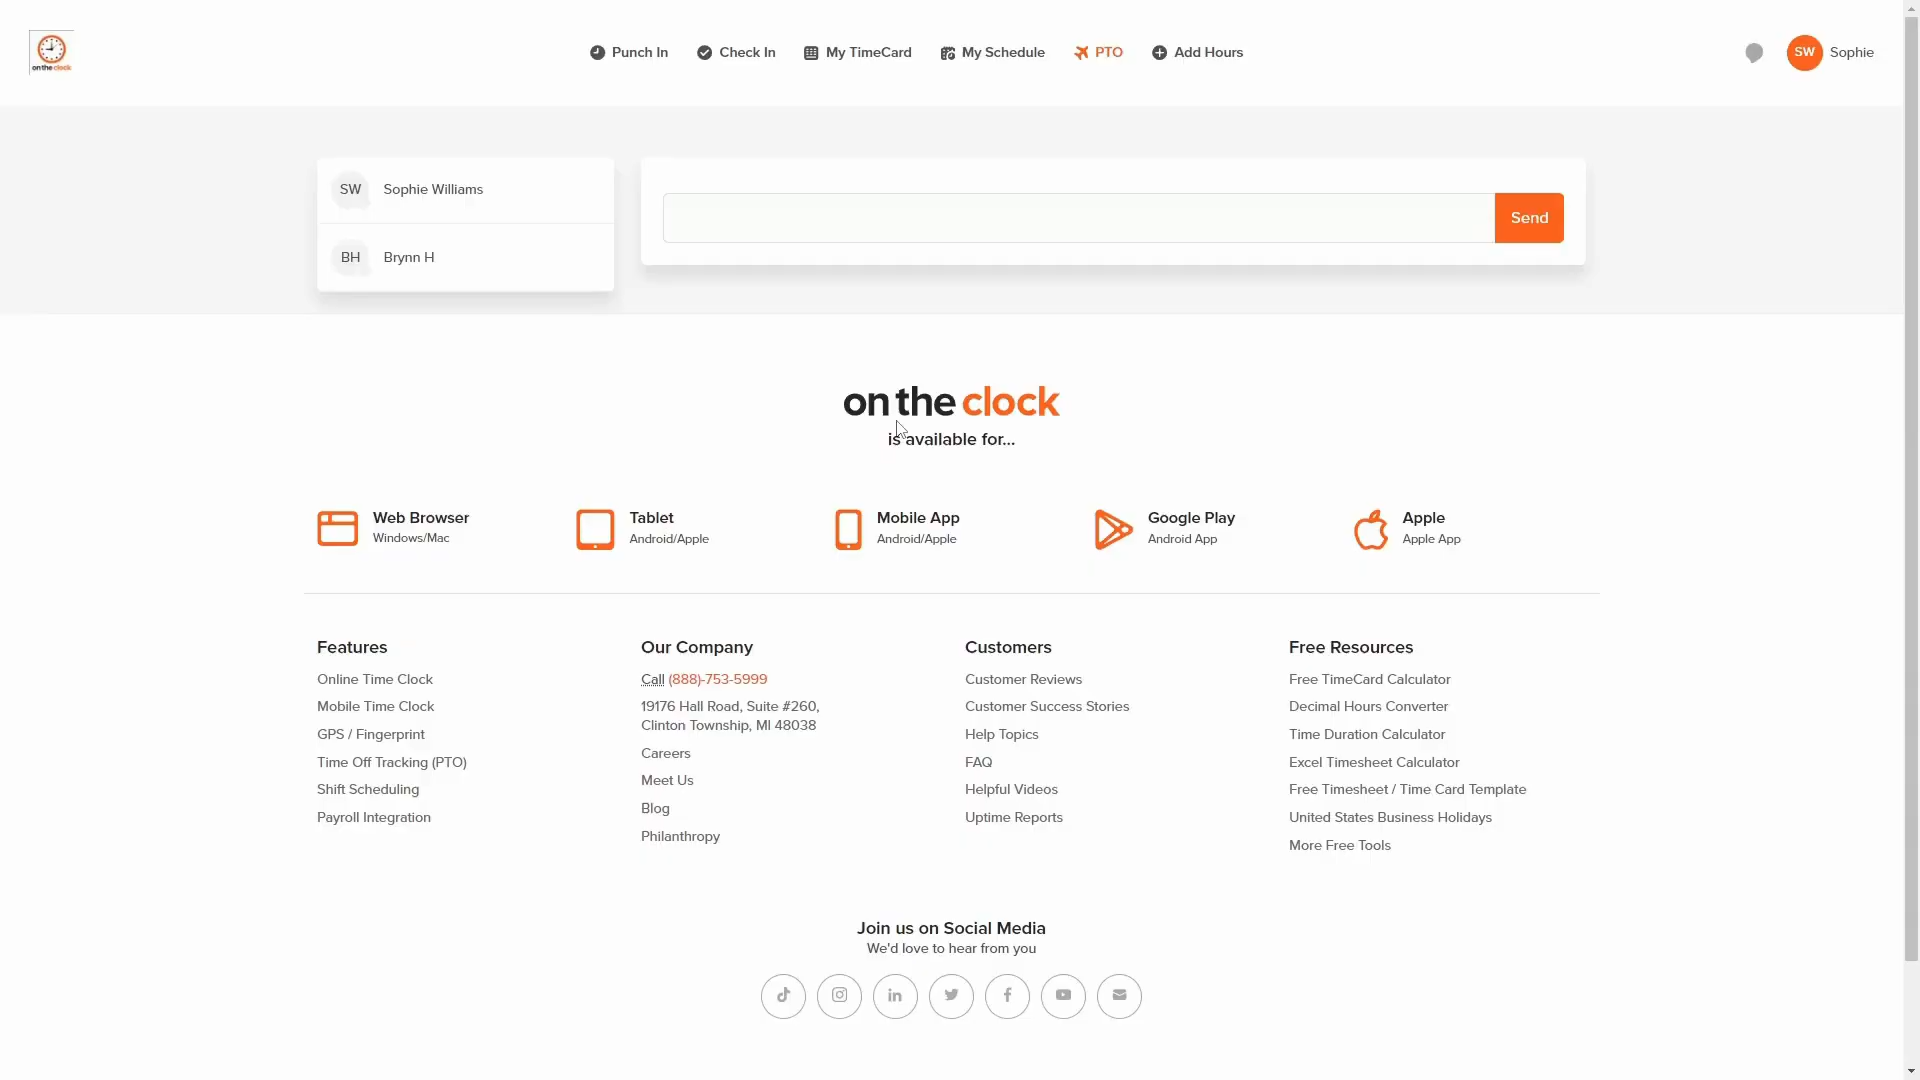 on the clock
Punch In
Check In
My TimeCard
My Schedule
PTO
Add Hours
SW
Sophie
SW
Sophie Williams
Send
BH
Brynn H
on the clock
is available for...
Web Browser
Windows/Mac
Tablet
Android/Apple
Mobile App
Android/Apple
Google Play
Android App
Apple
Apple App
Features
Online Time Clock
Mobile Time Clock
GPS / Fingerprint
Time Off Tracking (PTO)
Shift Scheduling
Payroll Integration
Our Company
Call (888)-753-5999
19176 Hall Road, Suite #260,
Clinton Township, MI 48038
Careers
Meet Us
Blog
Philanthropy
Customers
Customer Reviews
Customer Success Stories
Help Topics
FAQ
Helpful Videos
Uptime Reports
Free Resources
Free TimeCard Calculator
Decimal Hours Converter
Time Duration Calculator
Excel Timesheet Calculator
Free Timesheet / Time Card Template
United States Business Holidays
More Free Tools
Join us on Social Media
We'd love to hear from you